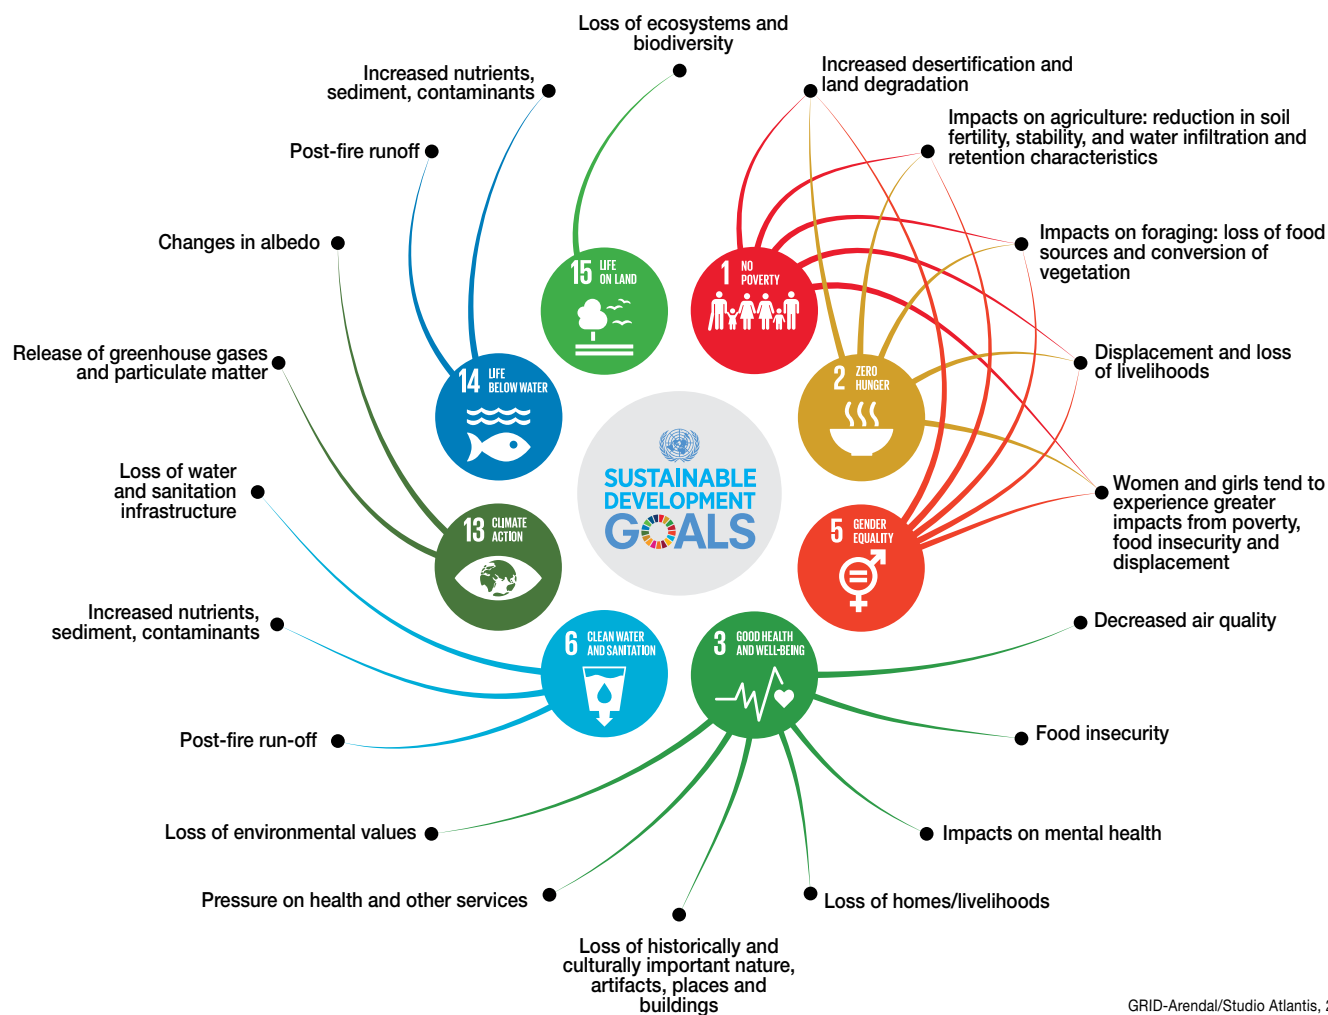 Loss of ecosystems and
biodiversity
Increased nutrients,
sediment, contaminants
Increased desertification and
land degradation
Post-fire runoff
Impacts on agriculture: reduction in soil
fertility, stability, and water infiltration and
retention characteristics
Changes in albedo
Impacts on foraging: loss of food
sources and conversion of
vegetation
15 LIFE
ON LAND
1 NO
POVERTY
Release of greenhouse gases
and particulate matter
14 LIFE
BELOW WATER
2 ZERO
HUNGER
Displacement and loss
of livelihoods
SUSTAINABLE
DEVELOPMENT
GOALS
Loss of water
and sanitation
infrastructure
Women and girls tend to
experience greater
impacts from poverty,
food insecurity and
displacement
13 CLIMATE
ACTION
5 GENDER
EQUALITY
Increased nutrients,
sediment, contaminants
6 CLEAN WATER
AND SANITATION
3 GOOD HEALTH
AND WELL-BEING
Decreased air quality
Post-fire run-off
Food insecurity
Loss of environmental values
Impacts on mental health
Pressure on health and other services
Loss of homes/livelihoods
Loss of historically and
culturally important nature,
artifacts, places and
buildings
GRID-Arendal/Studio Atlantis, 2